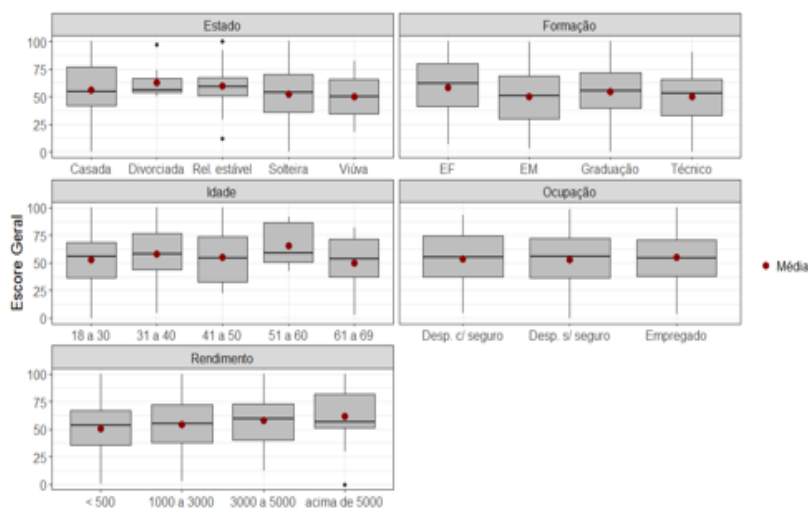 Estado
Formação
100
75
50
25
0
Casada Divorciada Rel. estável Solteira Viúva
EF EM Graduação Técnico
Idade
Ocupação
Escore Geral
100
75
50
25
0
18 a 30 31 a 40 41 a 50 51 a 60 61 a 69
Desp. c/ seguro Desp. s/ seguro Empregado
Média
Rendimento
100
75
50
25
0
< 500 1000 a 3000 3000 a 5000 acima de 5000